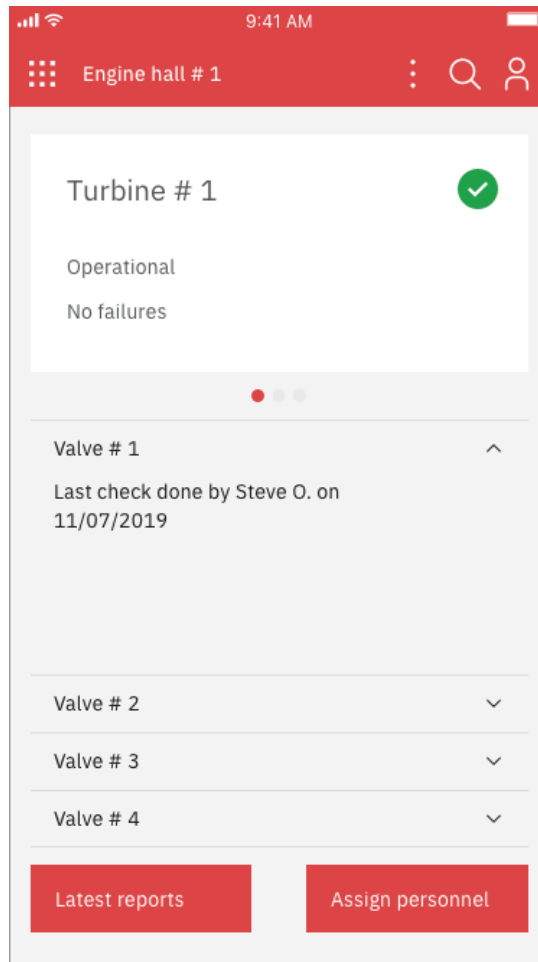 9:41 AM
Engine hall # 1
Turbine # 1
Operational
No failures
Valve # 1
Last check done by Steve O. on
11/07/2019
Valve # 2
Valve # 3
Valve # 4
Latest reports
Assign personnel